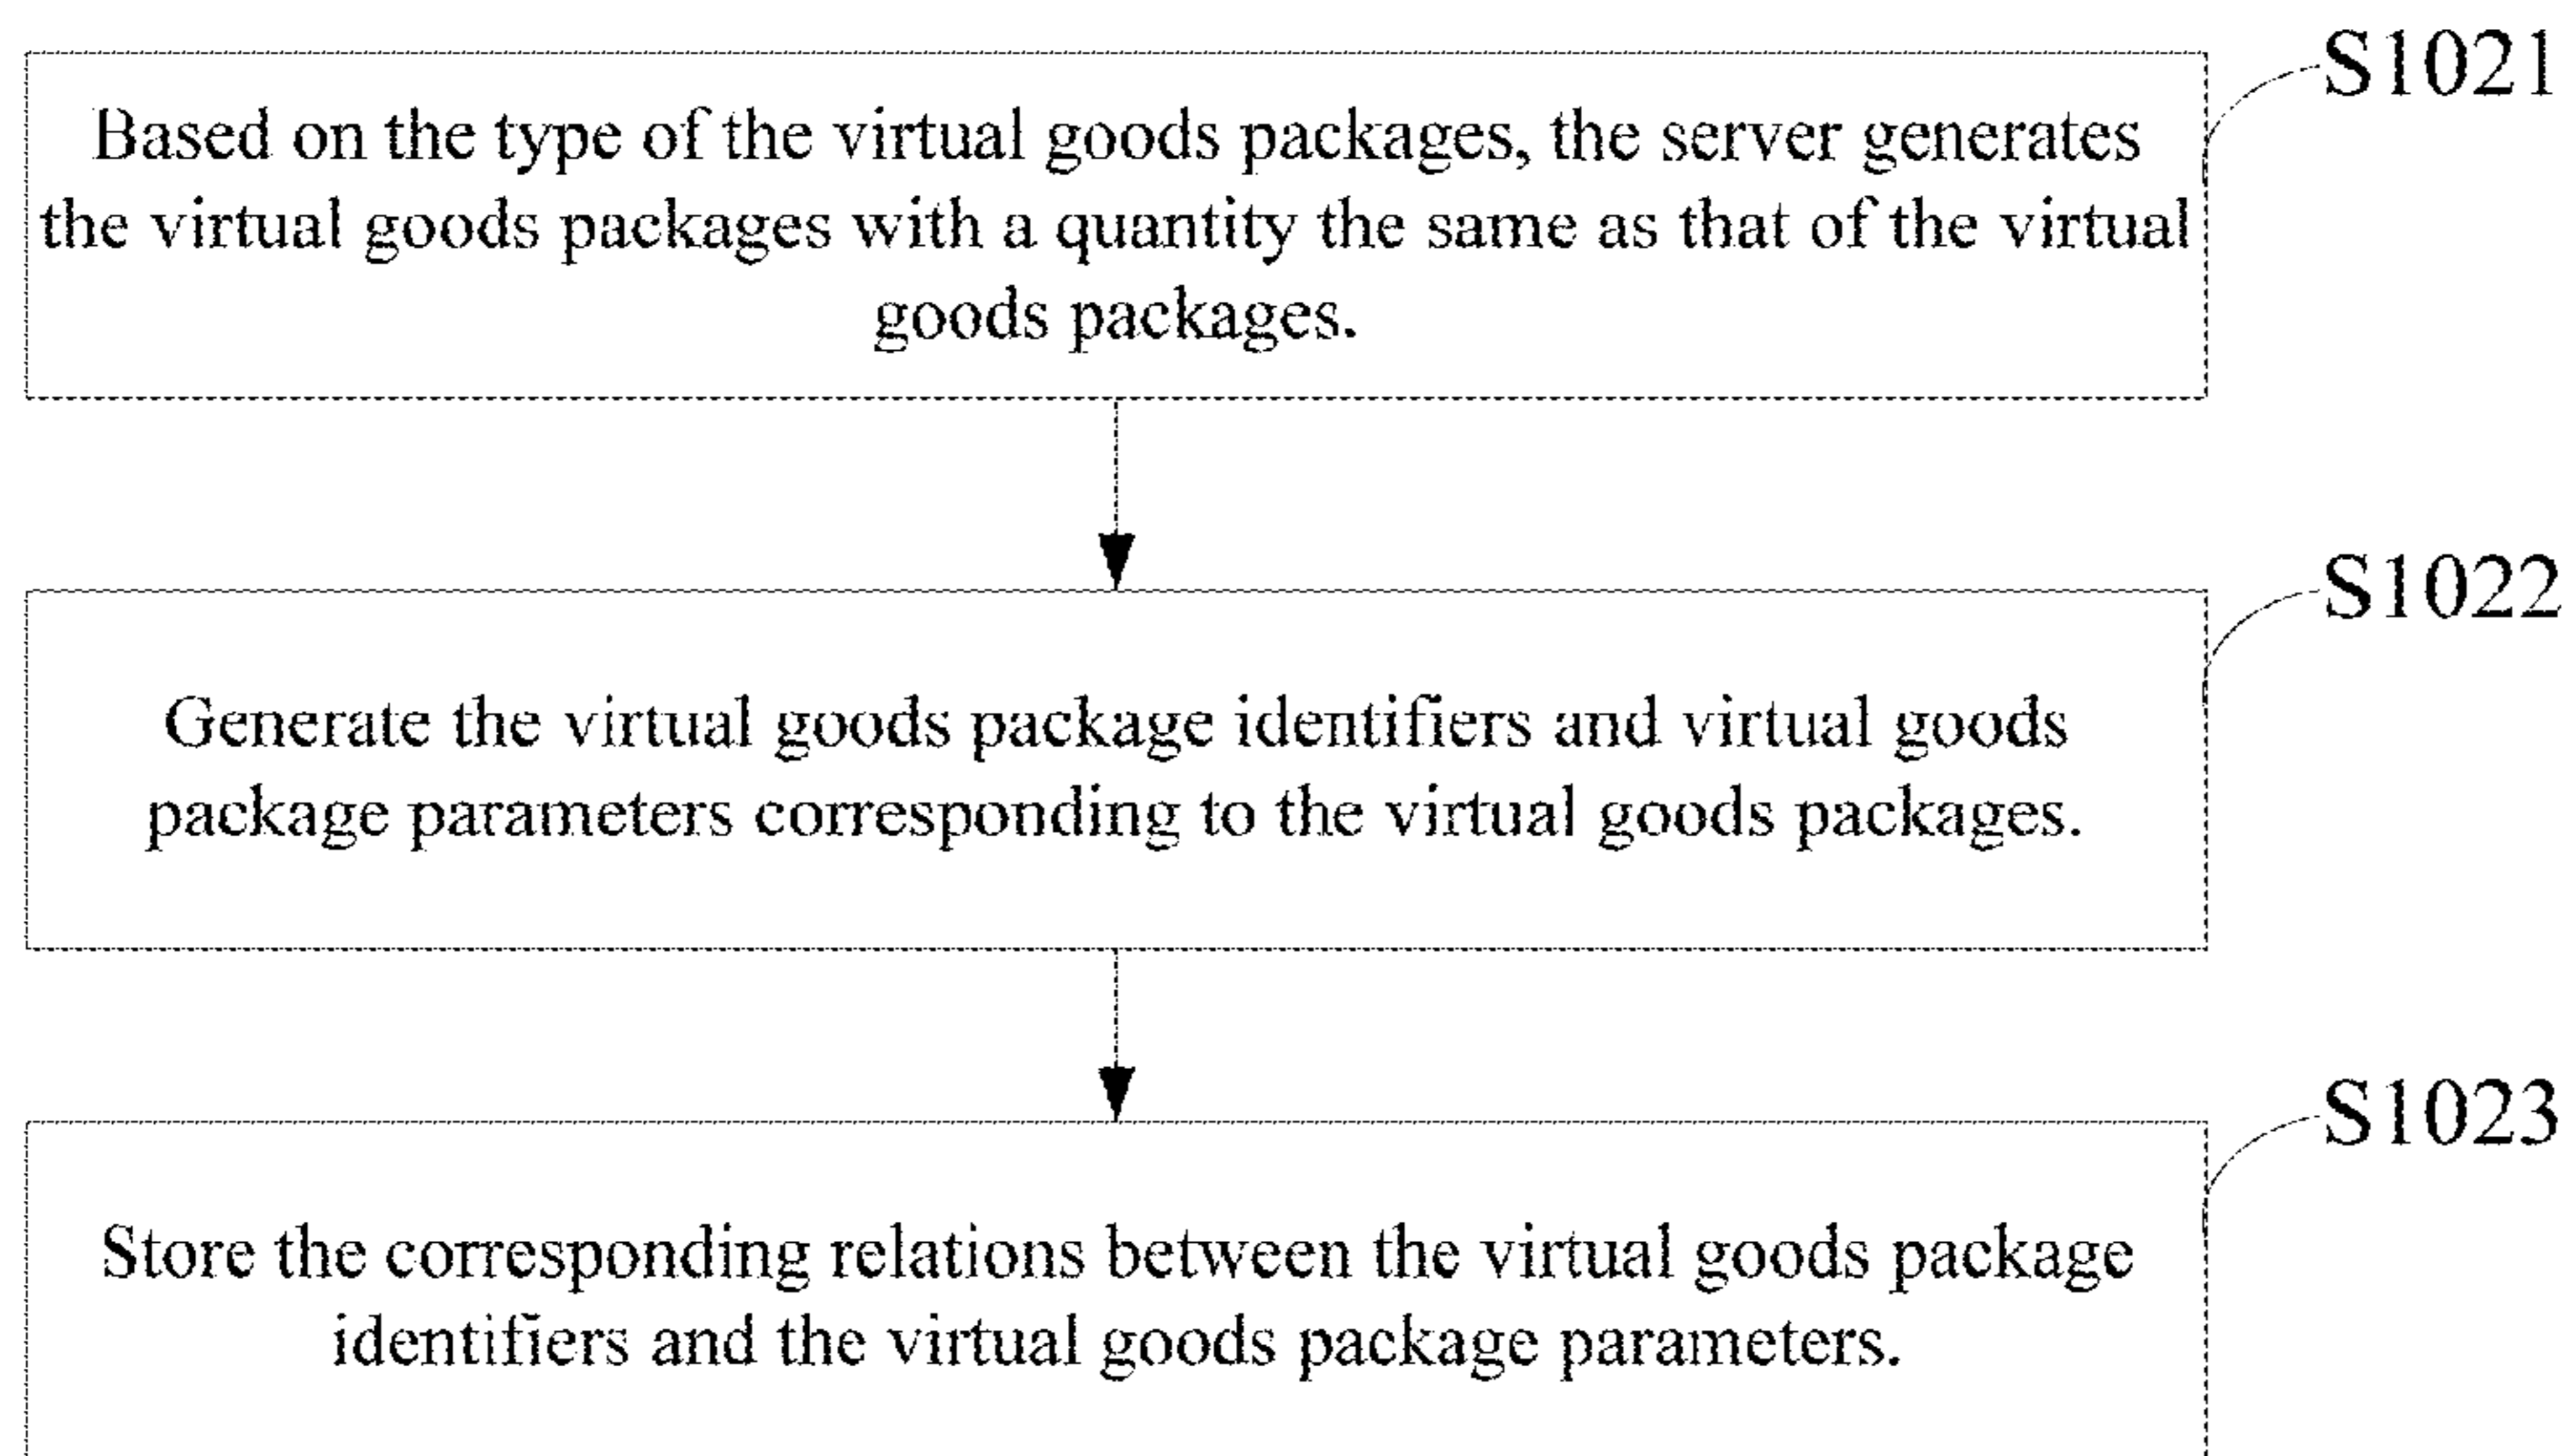 S1021
Based on the type of the virtual goods packages, the server generates
the virtual goods packages with a quantity the same as that of the virtual
goods packages.
S1022
Generate the virtual goods package identifiers and virtual goods
package parameters corresponding to the virtual goods packages.
S1023
Store the corresponding relations between the virtual goods package
identifiers and the virtual goods package parameters.